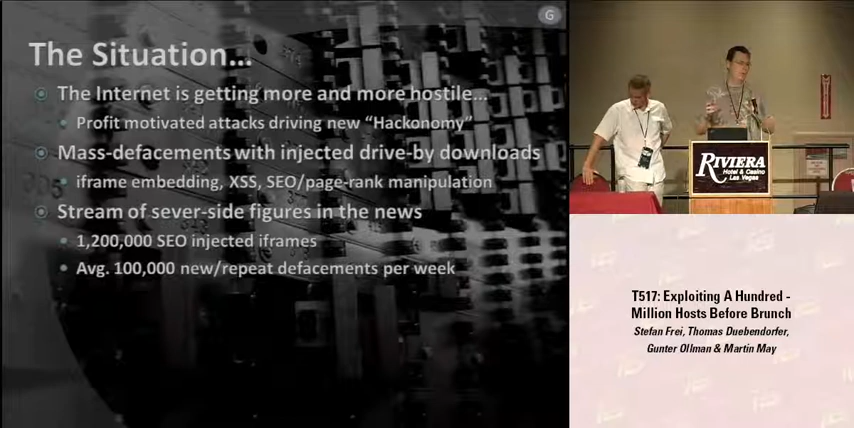 G
The Situation...
The Internet is getting more and more hostile...
Profit motivated attacks driving new “Hackonomy”
Mass-defacements with injected drive-by downloads
iframe embedding, XSS, SEO/page-rank manipulation
Stream of sever-side figures in the news
1,200,000 SEO injected iframes
Avg. 100,000 new/repeat defacements per week
RIVIERA
Hotel & Casino
Las Vegas
T517: Exploiting A Hundred -
Million Hosts Before Brunch
Stefan Frei, Thomas Duebendorfer,
Gunter Ollman & Martin May